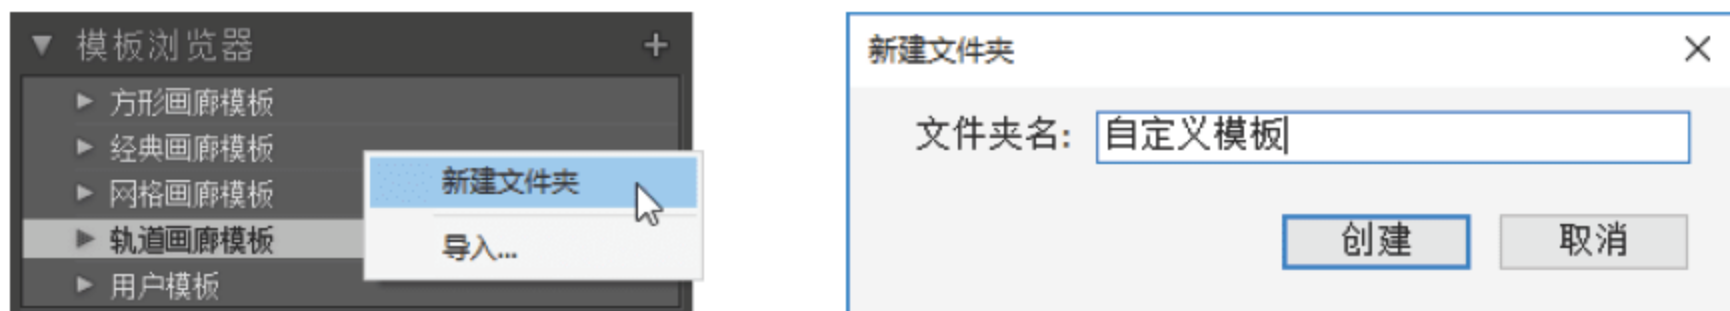 模板浏览器
方形画廊模板
经典画廊模板
网格画廊模板
轨道画廊模板
用户模板
新建文件夹
导入...
新建文件夹
文件夹名:
自定义模板
创建
取消